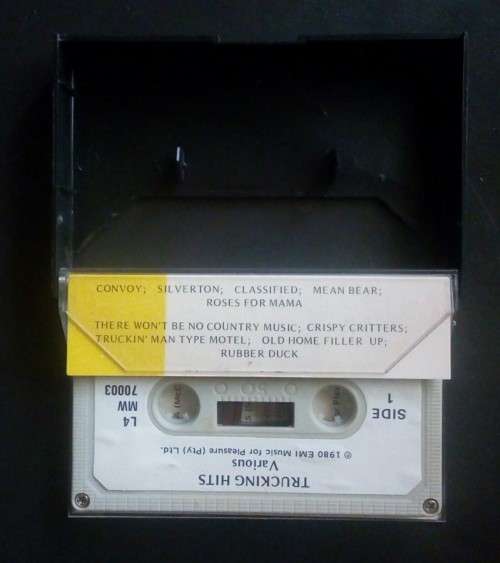 CONVOY; SILVERTON; CLASSIFIED; MEAN BEAR;
ROSES FOR MAMA
THERE WON'T BE NO COUNTRY MUSIC; CRISPY CRITTERS;
TRUCKIN' MAN TYPE MOTEL; OLD HOME FILLER UP;
RUBBER DUCK
TRUCKING HITS
Various
℗ 1980 EMI Music for Pleasure (Pty) Ltd.
SIDE
1
L4
MW
70003